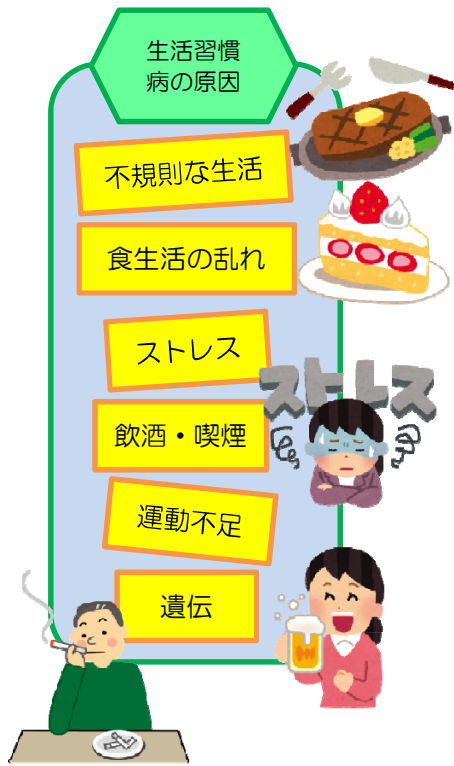 生活習慣
病の原因
不規則な生活
食生活の乱れ
ストレス
ストレス
飲酒・喫煙
運動不足
遺伝